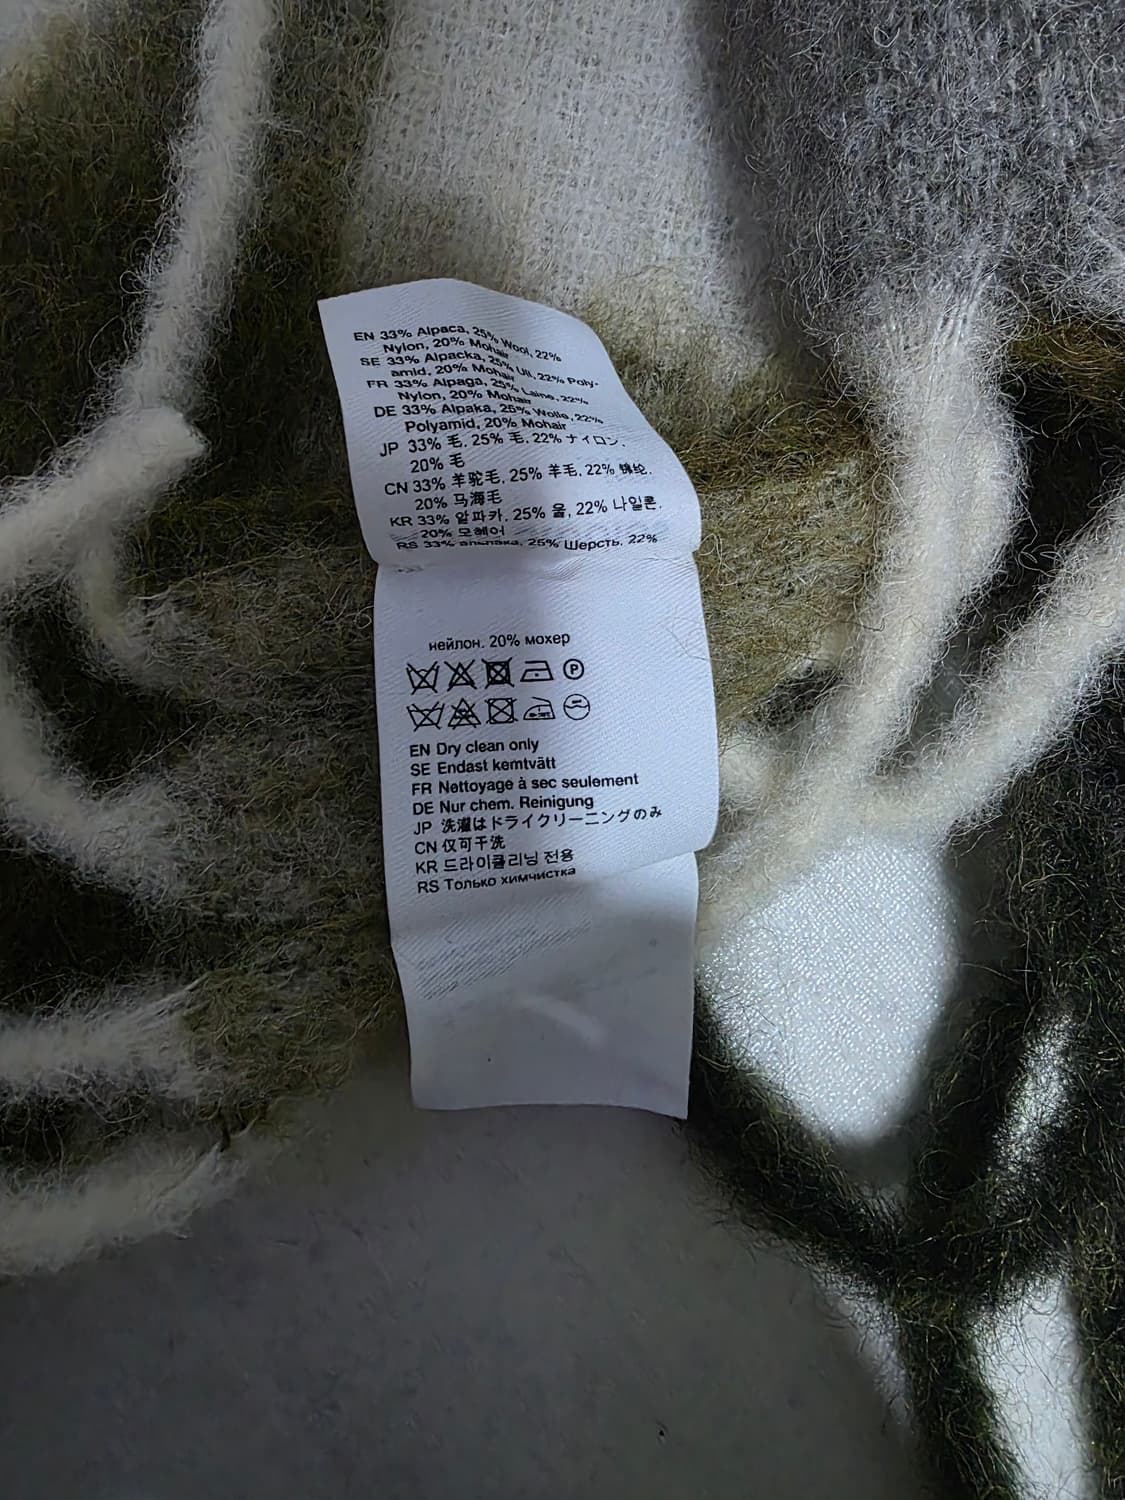 EN 33% Alpaca, 25% Wool, 22%
Nylon, 20% Mohair
SE 33% Alpacka, 25% Ull, 22% Poly-
amid, 20% Mohair
FR 33% Alpaga, 25% Laine, 22%
Nylon, 20% Mohair
DE 33% Alpaka, 25% Wolle, 22%
Polyamid, 20% Mohair
JP 33% 毛, 25% 毛, 22% ナイロン,
20% 毛
CN 33% 羊驼毛, 25% 羊毛, 22% 锦纶,
20% 马海毛
KR 33% 알파카, 25% 울, 22% 나일론,
20% 모헤어
RS 33% альпака, 25% Шерсть, 22%
нейлон. 20% мохер
P
EN Dry clean only
SE Endast kemtvätt
FR Nettoyage à sec seulement
DE Nur chem. Reinigung
JP 洗濯はドライクリーニングのみ
CN 仅可干洗
KR 드라이클리닝 전용
RS Только химчистка